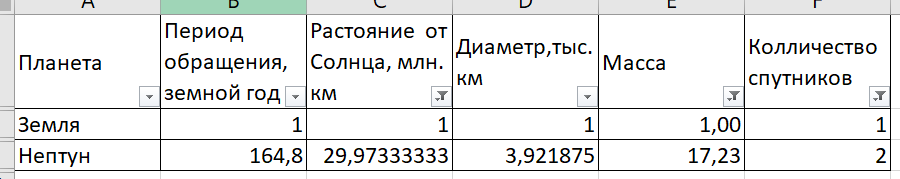 A B C D E F
Планета
Период
обращения,
земной год
Растояние от
Солнца, млн.
км
Диаметр,тыс.
км
Масса
Колличество
спутников
Земля 1 1 1 1,00 1
Нептун 164,8 29,97333333 3,921875 17,23 2